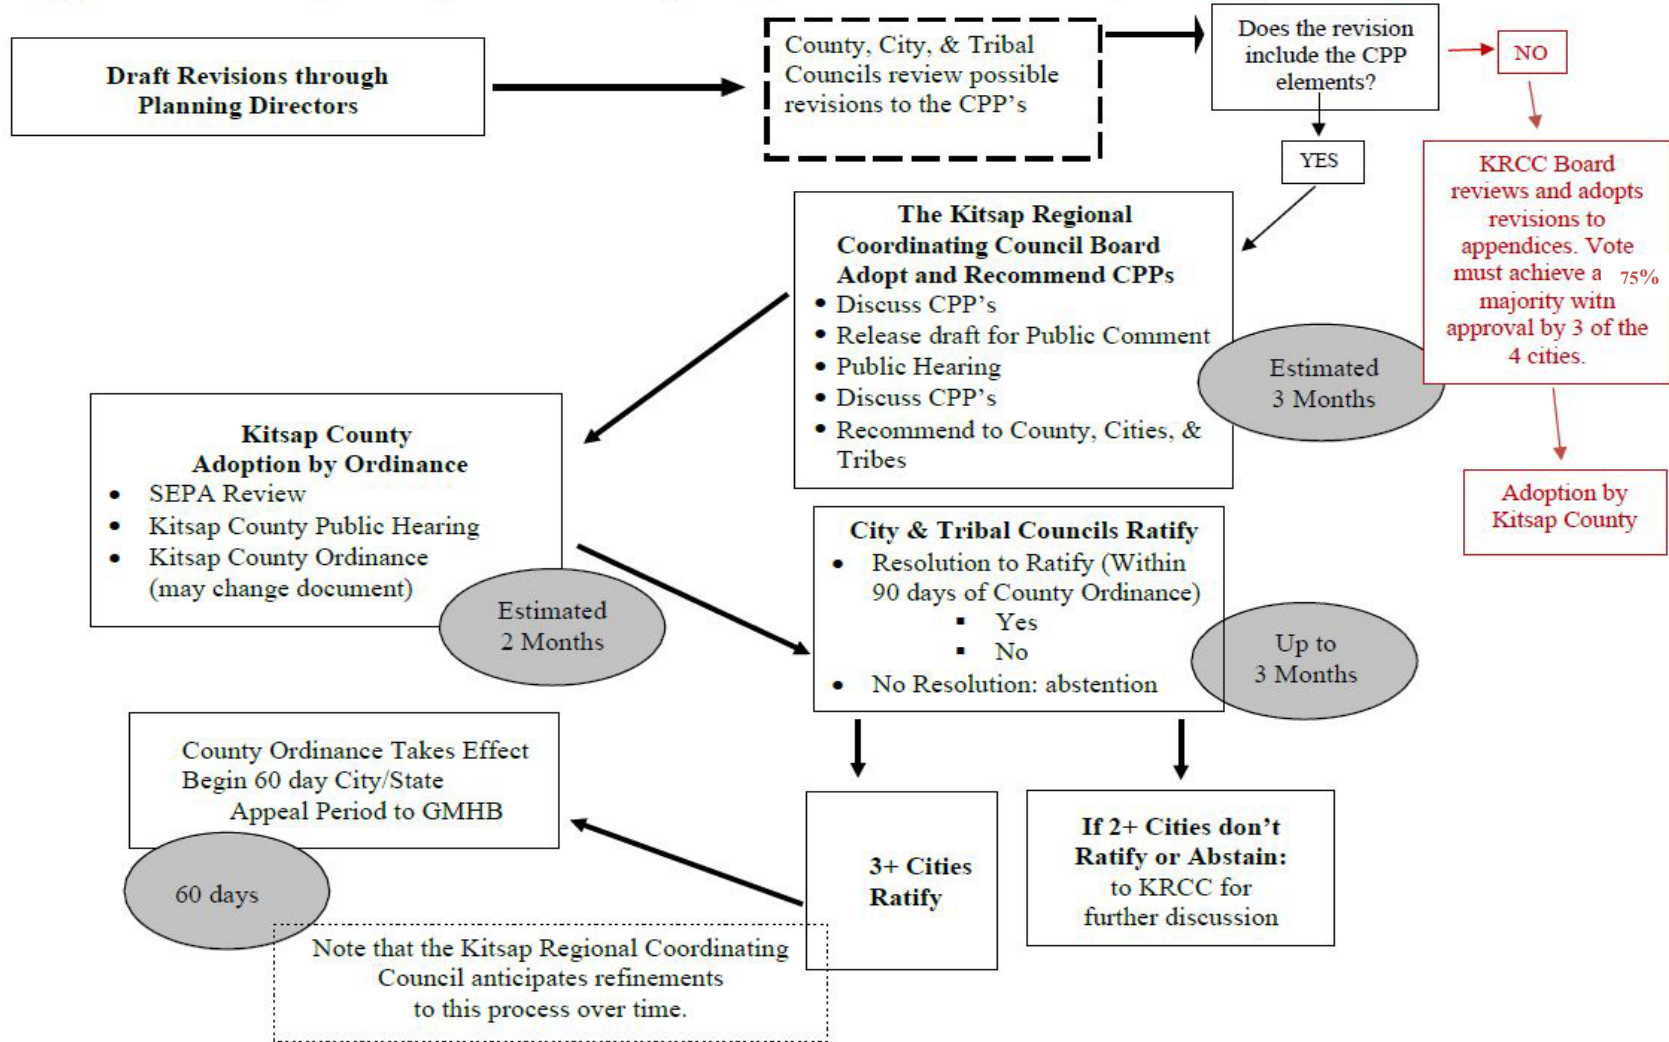 Draft Revisions through
Planning Directors
County, City, & Tribal
Councils review possible
revisions to the CPP's
Does the revision
include the CPP
elements?
NO
YES
KRCC Board
reviews and adopts
revisions to
appendices. Vote
must achieve a 75%
majority witn
approval by 3 of the
4 cities.
Adoption by
Kitsap County
The Kitsap Regional
Coordinating Council Board
Adopt and Recommend CPPs
• Discuss CPP's
• Release draft for Public Comment
• Public Hearing
• Discuss CPP's
• Recommend to County, Cities, &
Tribes
Estimated
3 Months
Kitsap County
Adoption by Ordinance
• SEPA Review
• Kitsap County Public Hearing
• Kitsap County Ordinance
(may change document)
Estimated
2 Months
City & Tribal Councils Ratify
• Resolution to Ratify (Within
90 days of County Ordinance)
▪ Yes
▪ No
• No Resolution: abstention
Up to
3 Months
3+ Cities
Ratify
If 2+ Cities don't
Ratify or Abstain:
to KRCC for
further discussion
County Ordinance Takes Effect
Begin 60 day City/State
Appeal Period to GMHB
60 days
Note that the Kitsap Regional Coordinating
Council anticipates refinements
to this process over time.